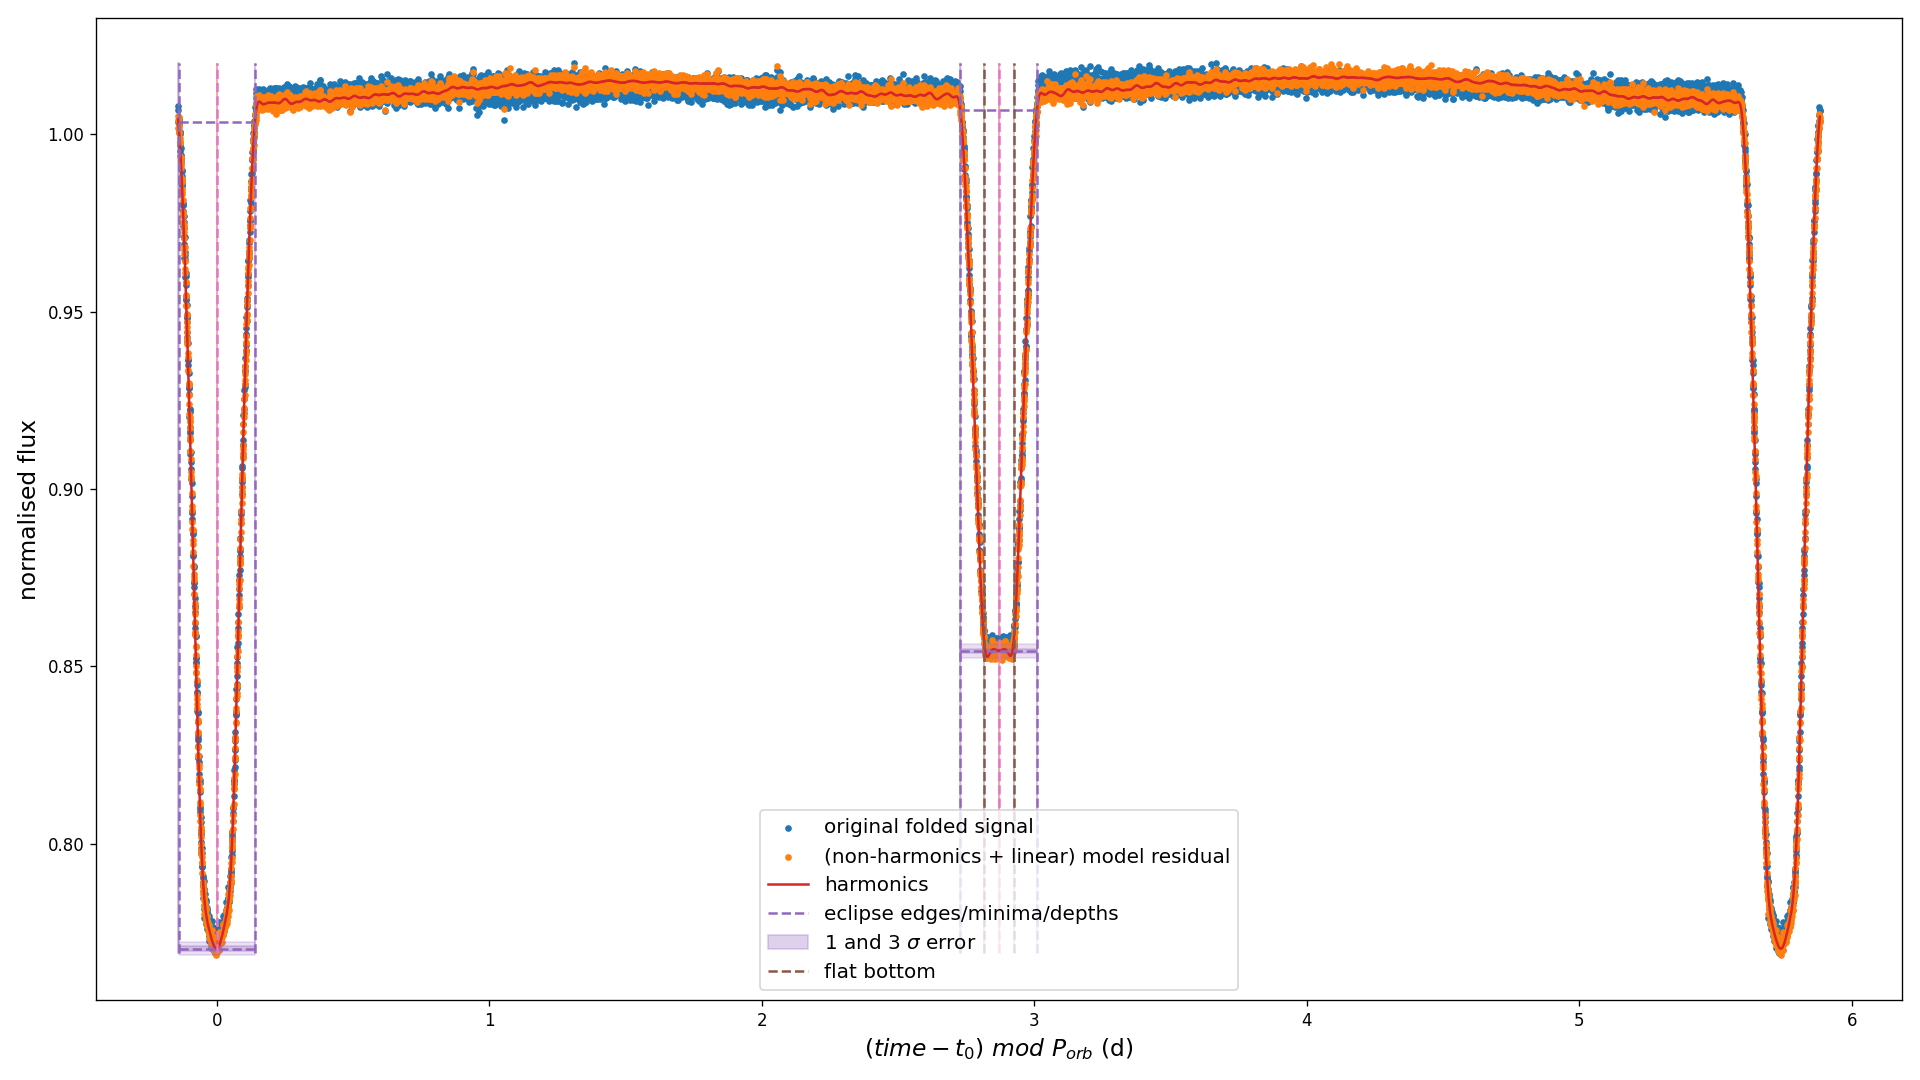 normalised flux
1.00
0.95
0.90
0.85
0.80
original folded signal
(non-harmonics + linear) model residual
harmonics
eclipse edges/minima/depths
1 and 3 σ error
flat bottom
0 1 2 3 4 5 6
(time − t₀) mod Pₒᵣᵦ (d)